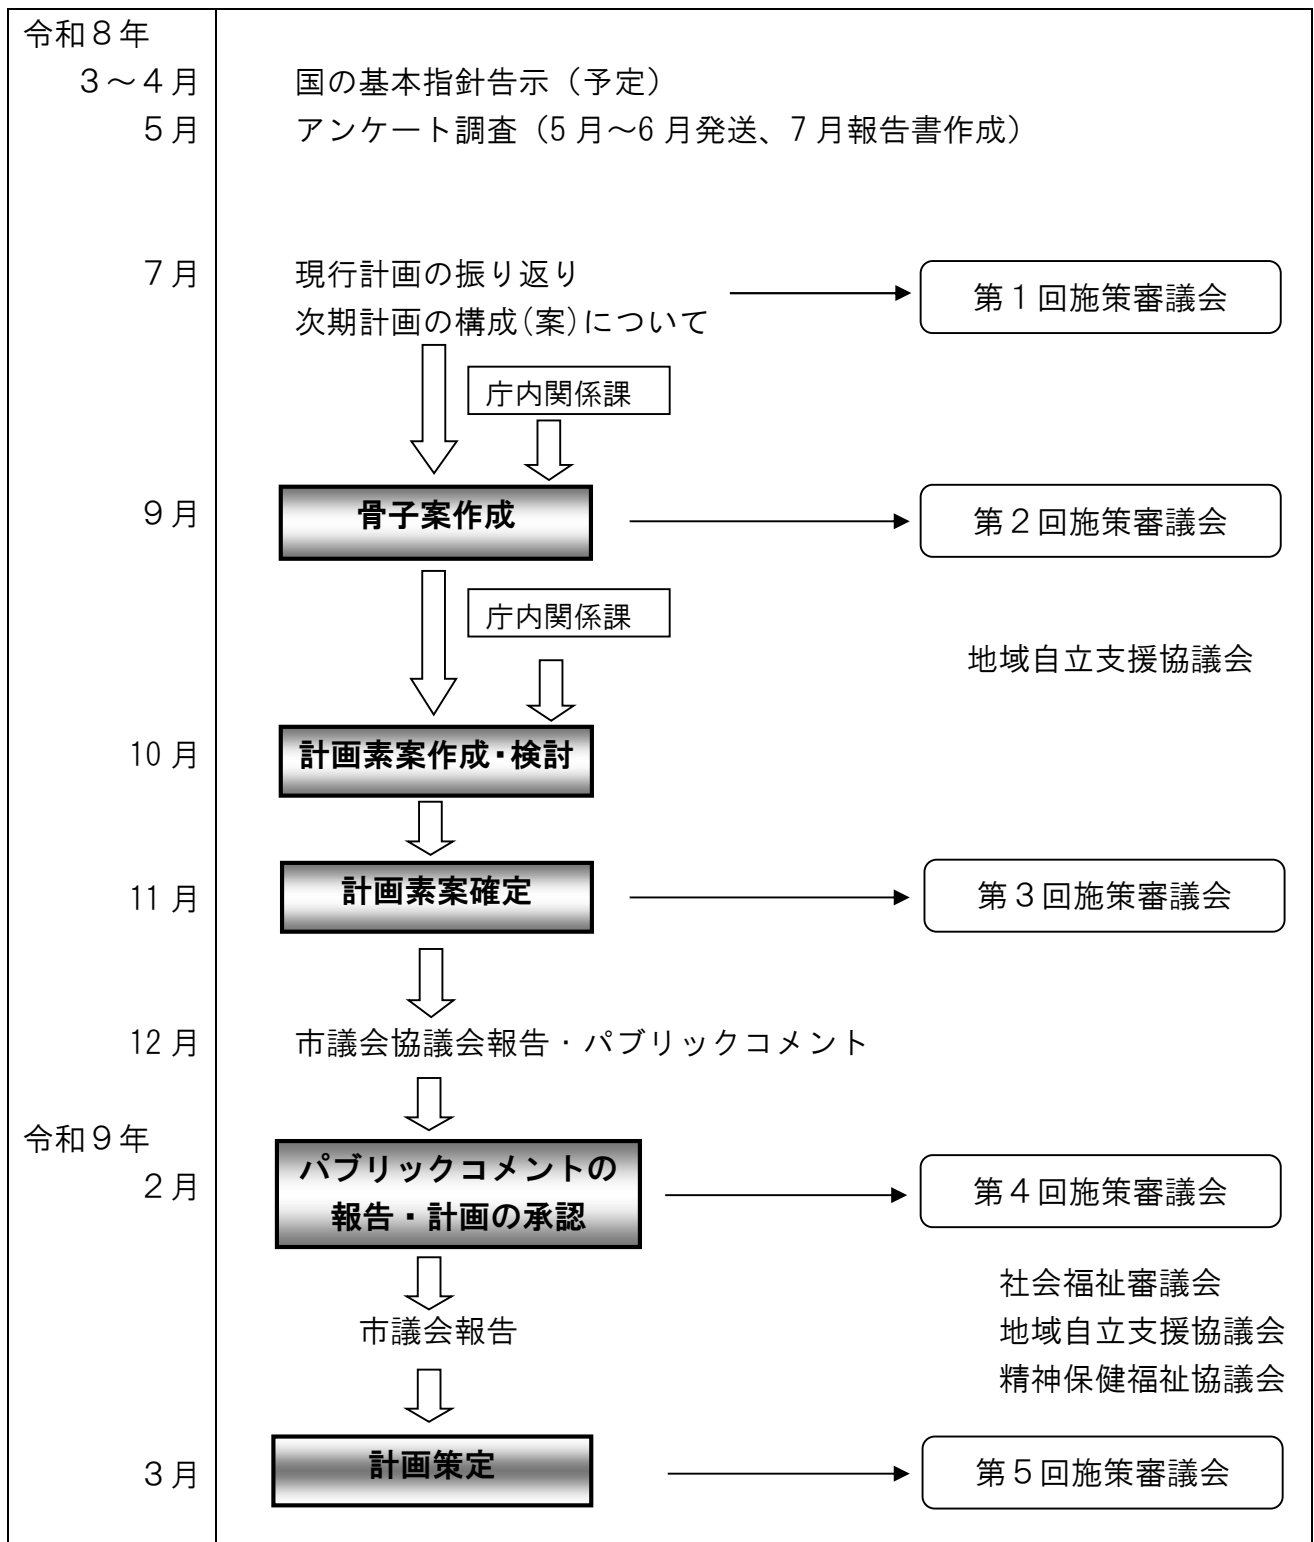 令和８年
３～４月　国の基本指針告示（予定）
５月　アンケート調査（5月～6月発送、7月報告書作成）
７月　現行計画の振り返り
第１回施策審議会
次期計画の構成(案)について
庁内関係課
９月　骨子案作成　第２回施策審議会
庁内関係課
地域自立支援協議会
10月　計画素案作成・検討
11月　計画素案確定　第３回施策審議会
12月　市議会協議会報告・パブリックコメント
令和９年
２月　パブリックコメントの
報告・計画の承認
第４回施策審議会
社会福祉審議会
市議会報告　地域自立支援協議会
精神保健福祉協議会
３月　計画策定　第５回施策審議会